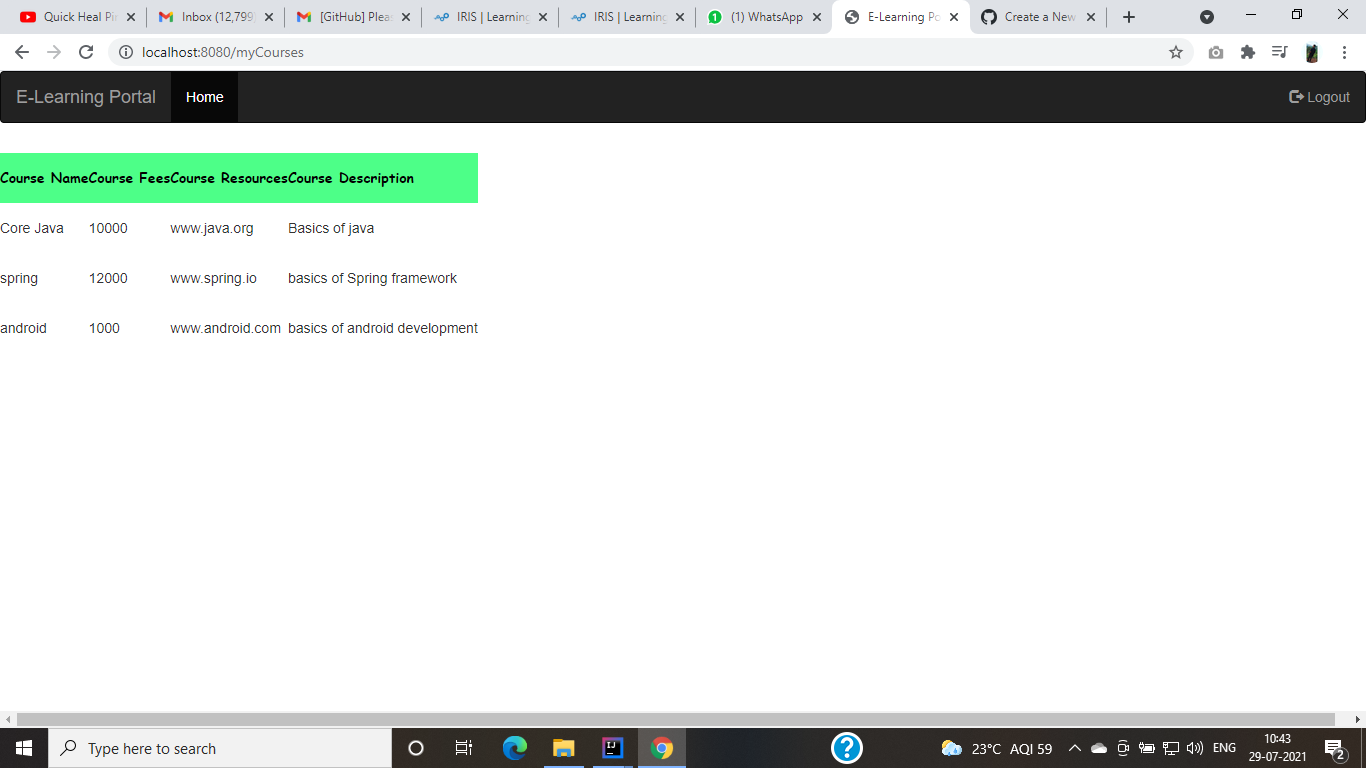 Quick Heal Pi Inbox (12,799 [GitHub] Plea IRIS | Learning IRIS | Learning (1) WhatsApp E-Learning Po Create a New
localhost:8080/myCourses
E-Learning Portal Home Logout
Course Name Course Fees Course Resources Course Description
Core Java 10000 www.java.org Basics of java
spring 12000 www.spring.io basics of Spring framework
android 1000 www.android.com basics of android development
Type here to search 23°C AQI 59 ENG 10:43
29-07-2021 2